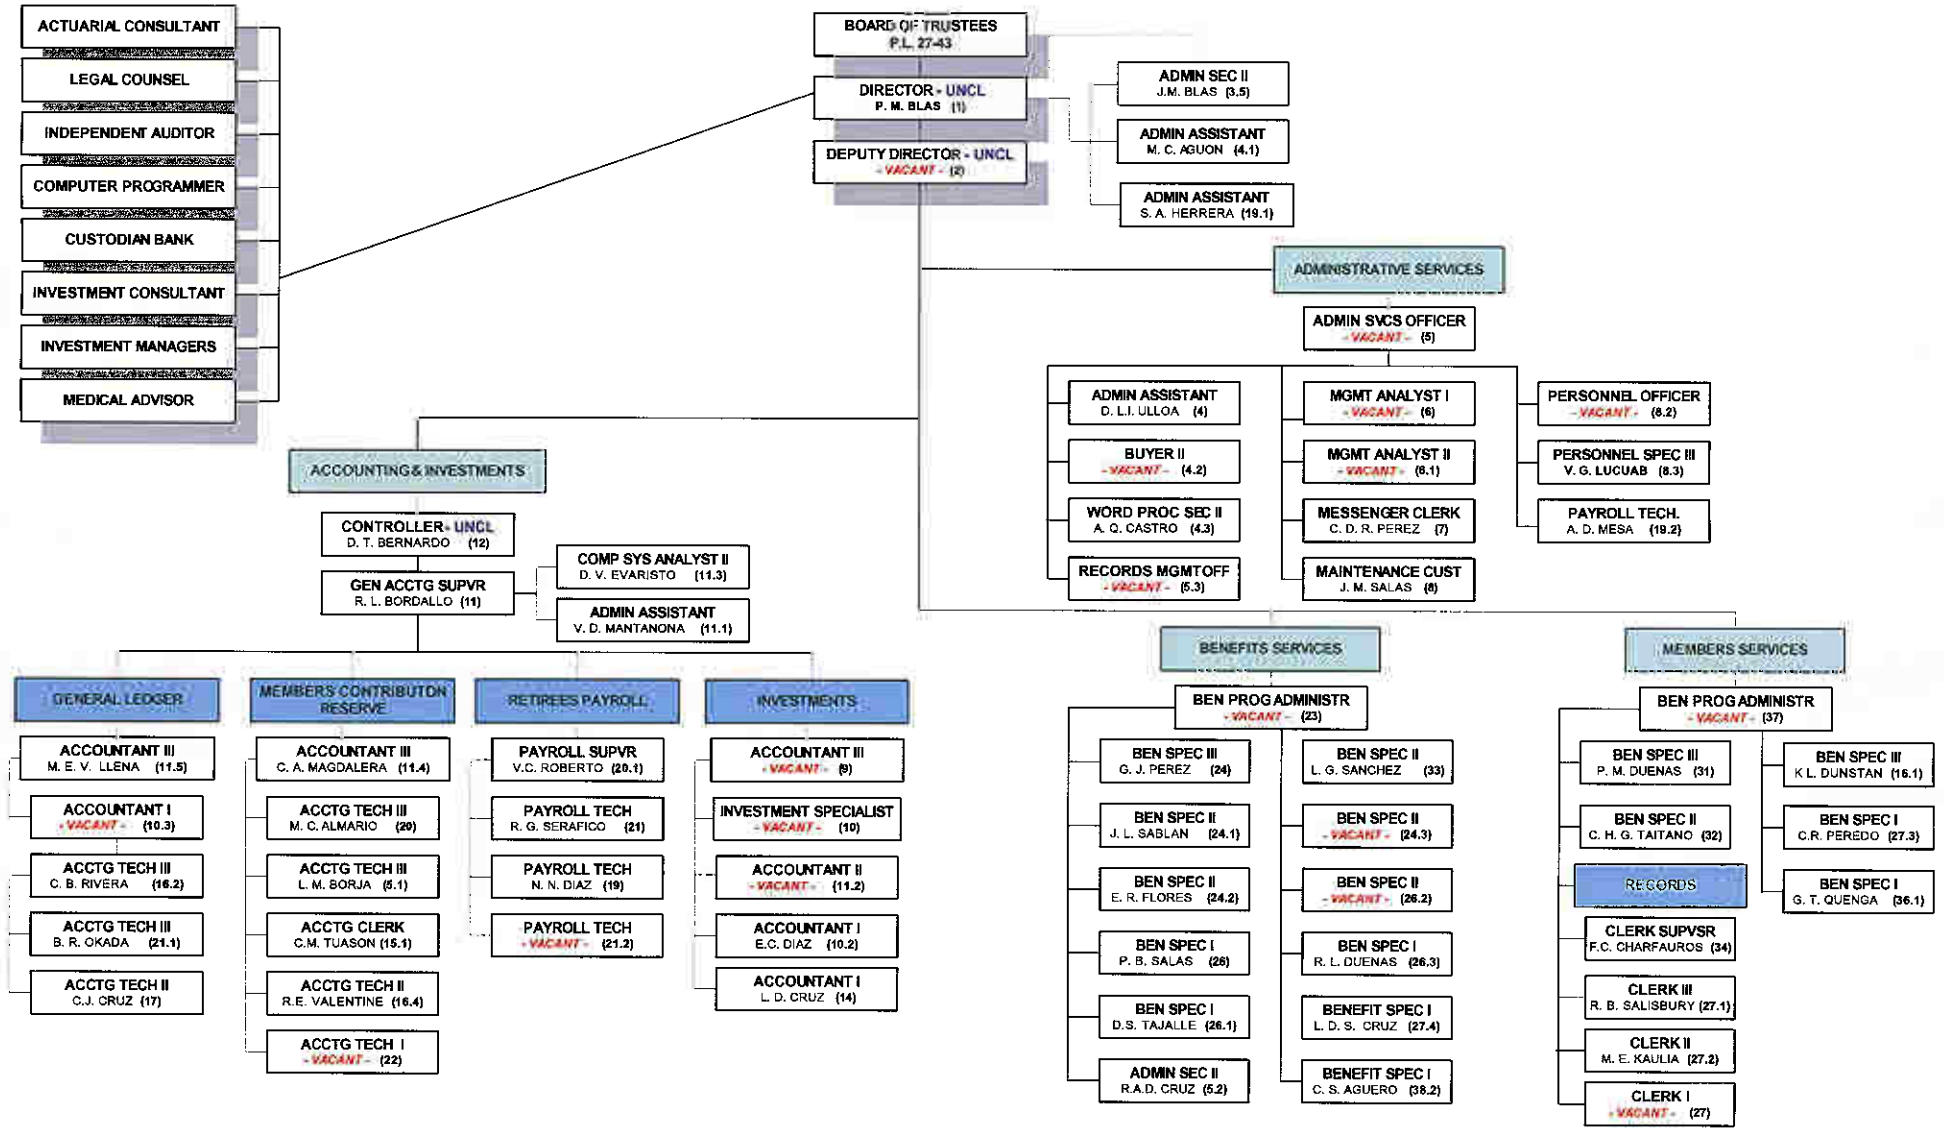 ACTUARIAL CONSULTANT
LEGAL COUNSEL
INDEPENDENT AUDITOR
COMPUTER PROGRAMMER
CUSTODIAN BANK
INVESTMENT CONSULTANT
INVESTMENT MANAGERS
MEDICAL ADVISOR
BOARD OF TRUSTEES
P.L. 27-43
DIRECTOR - UNCL
P. M. BLAS (1)
DEPUTY DIRECTOR - UNCL
- VACANT - (2)
ADMIN SEC II
J.M. BLAS (3.5)
ADMIN ASSISTANT
M. C. AGUON (4.1)
ADMIN ASSISTANT
S. A. HERRERA (19.1)
ADMINISTRATIVE SERVICES
ADMIN SVCS OFFICER
- VACANT - (5)
ADMIN ASSISTANT
D. L.I. ULLOA (4)
BUYER II
- VACANT - (4.2)
WORD PROC SEC II
A. Q. CASTRO (4.3)
RECORDS MGMT OFF
- VACANT - (5.3)
MGMT ANALYST I
- VACANT - (6)
MGMT ANALYST II
- VACANT - (6.1)
MESSENGER CLERK
C. D. R. PEREZ (7)
MAINTENANCE CUST
J. M. SALAS (8)
PERSONNEL OFFICER
- VACANT - (8.2)
PERSONNEL SPEC III
V. G. LUCUAB (8.3)
PAYROLL TECH.
A. D. MESA (19.2)
ACCOUNTING & INVESTMENTS
CONTROLLER - UNCL
D. T. BERNARDO (12)
GEN ACCTG SUPVR
R. L. BORDALLO (11)
COMP SYS ANALYST II
D. V. EVARISTO (11.3)
ADMIN ASSISTANT
V. D. MANTANONA (11.1)
GENERAL LEDGER
ACCOUNTANT III
M. E. V. LLENA (11.5)
ACCOUNTANT I
- VACANT - (10.3)
ACCTG TECH III
C. B. RIVERA (16.2)
ACCTG TECH III
B. R. OKADA (21.1)
ACCTG TECH II
C.J. CRUZ (17)
MEMBERS CONTRIBUTON
RESERVE
ACCOUNTANT III
C. A. MAGDALERA (11.4)
ACCTG TECH III
M. C. ALMARIO (20)
ACCTG TECH III
L. M. BORJA (5.1)
ACCTG CLERK
C.M. TUASON (15.1)
ACCTG TECH II
R.E. VALENTINE (16.4)
ACCTG TECH I
- VACANT - (22)
RETIREES PAYROLL
PAYROLL SUPVR
V.C. ROBERTO (20.1)
PAYROLL TECH
R. G. SERAFICO (21)
PAYROLL TECH
N. N. DIAZ (19)
PAYROLL TECH
- VACANT - (21.2)
INVESTMENTS
ACCOUNTANT III
- VACANT - (9)
INVESTMENT SPECIALIST
- VACANT - (10)
ACCOUNTANT II
- VACANT - (11.2)
ACCOUNTANT I
E.C. DIAZ (10.2)
ACCOUNTANT I
L. D. CRUZ (14)
BENEFITS SERVICES
BEN PROG ADMINISTR
- VACANT - (23)
BEN SPEC III
G. J. PEREZ (24)
BEN SPEC II
J. L. SABLAN (24.1)
BEN SPEC II
E. R. FLORES (24.2)
BEN SPEC I
P. B. SALAS (26)
BEN SPEC I
D.S. TAJALLE (26.1)
ADMIN SEC II
R.A.D. CRUZ (5.2)
BEN SPEC II
L. G. SANCHEZ (33)
BEN SPEC II
- VACANT - (24.3)
BEN SPEC II
- VACANT - (26.2)
BEN SPEC I
R. L. DUENAS (26.3)
BENEFIT SPEC I
L. D. S. CRUZ (27.4)
BENEFIT SPEC I
C. S. AGUERO (38.2)
MEMBERS SERVICES
BEN PROG ADMINISTR
- VACANT - (37)
BEN SPEC III
P. M. DUENAS (31)
BEN SPEC II
C. H. G. TAITANO (32)
RECORDS
CLERK SUPVSR
F.C. CHARFAUROS (34)
CLERK III
R. B. SALISBURY (27.1)
CLERK II
M. E. KAULIA (27.2)
CLERK I
- VACANT - (27)
BEN SPEC III
K L. DUNSTAN (16.1)
BEN SPEC I
C.R. PEREDO (27.3)
BEN SPEC I
G. T. QUENGA (36.1)